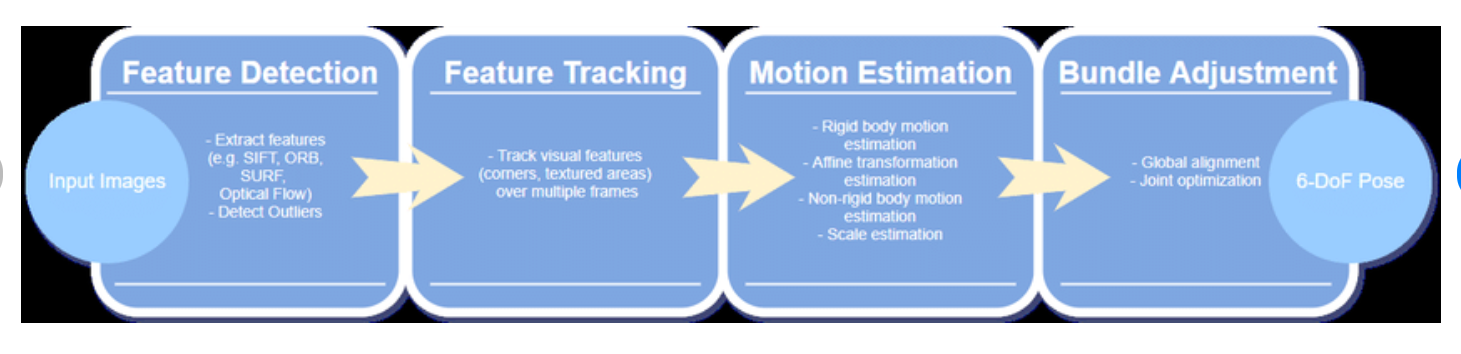 Input Images
Feature Detection
- Extract features
(e.g. SIFT, ORB,
SURF,
Optical Flow)
- Detect Outliers
Feature Tracking
- Track visual features
(corners, textured areas)
over multiple frames
Motion Estimation
- Rigid body motion
estimation
- Affine transformation
estimation
- Non-rigid body motion
estimation
- Scale estimation
Bundle Adjustment
- Global alignment
- Joint optimization
6-DoF Pose